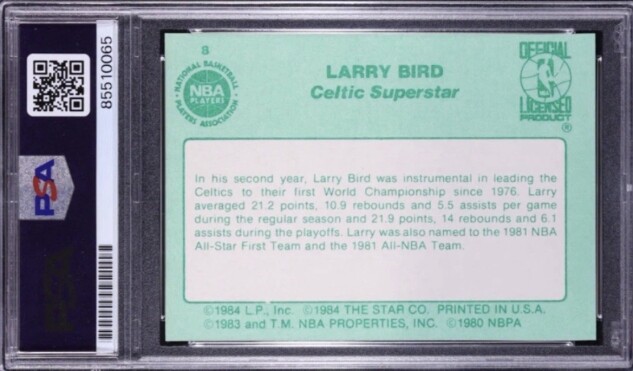 85510065
PSA
8
NATIONAL BASKETBALL
NBA
PLAYERS
PLAYERS ASSOCIATION
LARRY BIRD
Celtic Superstar
OFFICIAL
NBA
LICENSED
PRODUCT
®
In his second year, Larry Bird was instrumental in leading the
Celtics to their first World Championship since 1976. Larry
averaged 21.2 points, 10.9 rebounds and 5.5 assists per game
during the regular season and 21.9 points, 14 rebounds and 6.1
assists during the playoffs. Larry was also named to the 1981 NBA
All-Star First Team and the 1981 All-NBA Team.
©1984 L.P., Inc. ©1984 THE STAR CO. PRINTED IN U.S.A.
©1983 and T.M. NBA PROPERTIES, INC. ©1980 NBPA
PSA